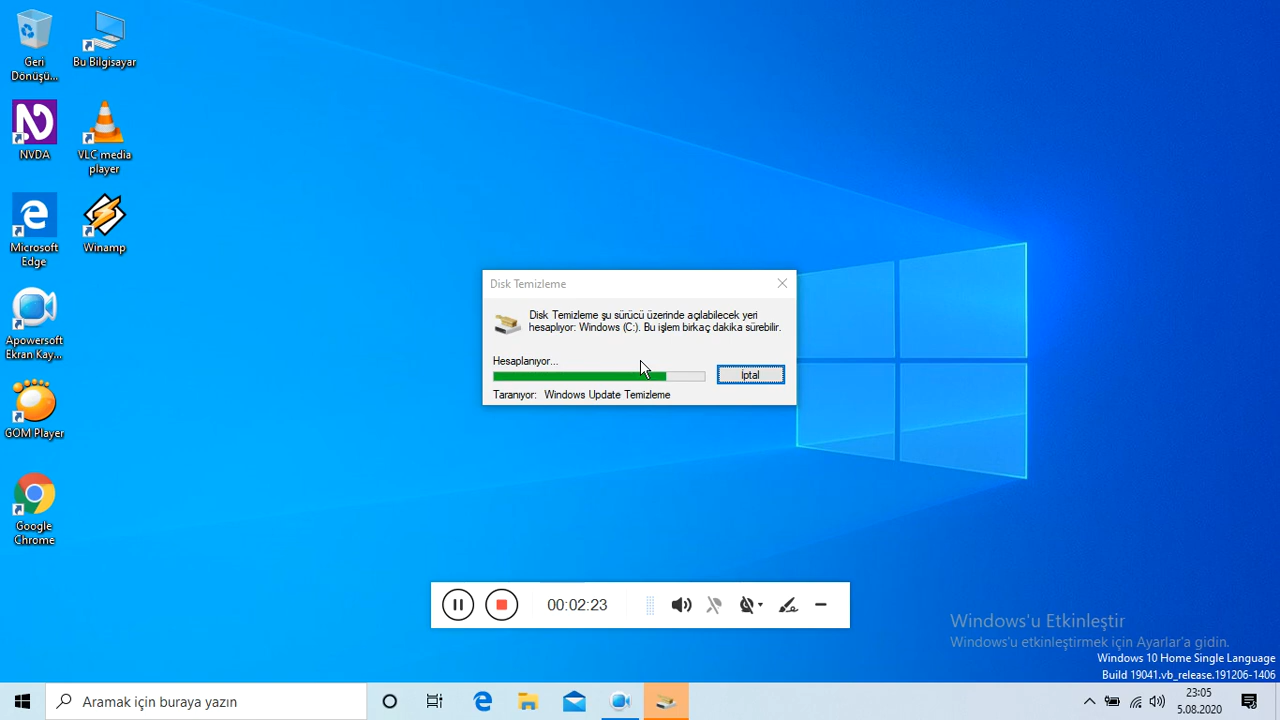 Geri
Dönüşü...
Bu Bilgisayar
NVDA
VLC media
player
Microsoft
Edge
Winamp
Apowersoft
Ekran Kay...
GOM Player
Google
Chrome
Disk Temizleme
Disk Temizleme şu sürücü üzerinde açılabilecek yeri
hesaplıyor: Windows (C:). Bu işlem birkaç dakika sürebilir.
Hesaplanıyor...
İptal
Taranıyor: Windows Update Temizleme
00:02:23
Windows'u Etkinleştir
Windows'u etkinleştirmek için Ayarlar'a gidin.
Windows 10 Home Single Language
Build 19041.vb_release.191206-1406
Aramak için buraya yazın
23:05
5.08.2020